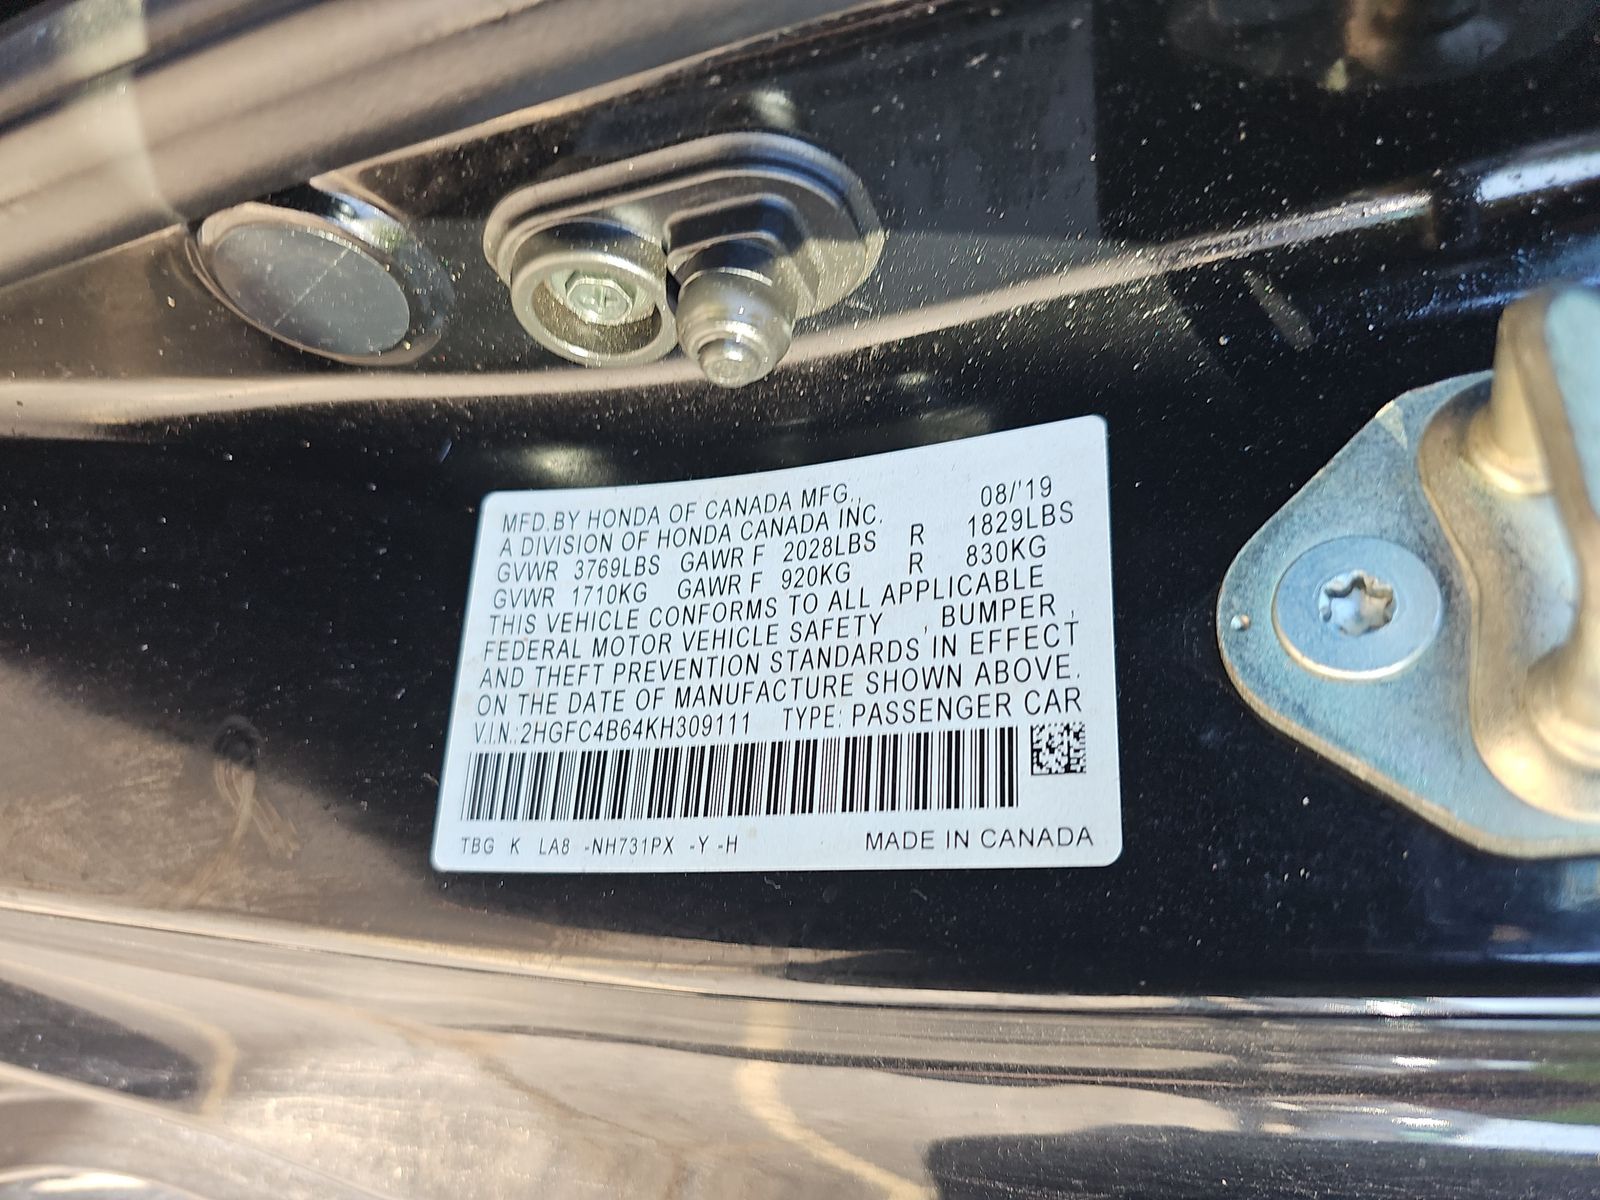 MFD.BY HONDA OF CANADA MFG., 08/'19
A DIVISION OF HONDA CANADA INC.
GVWR 3769LBS GAWR F 2028LBS R 1829LBS
GVWR 1710KG GAWR F 920KG R 830KG
THIS VEHICLE CONFORMS TO ALL APPLICABLE
FEDERAL MOTOR VEHICLE SAFETY , BUMPER ,
AND THEFT PREVENTION STANDARDS IN EFFECT
ON THE DATE OF MANUFACTURE SHOWN ABOVE.
V.I.N.:2HGFC4B64KH309111 TYPE: PASSENGER CAR
TBG K LA8 -NH731PX -Y -H MADE IN CANADA